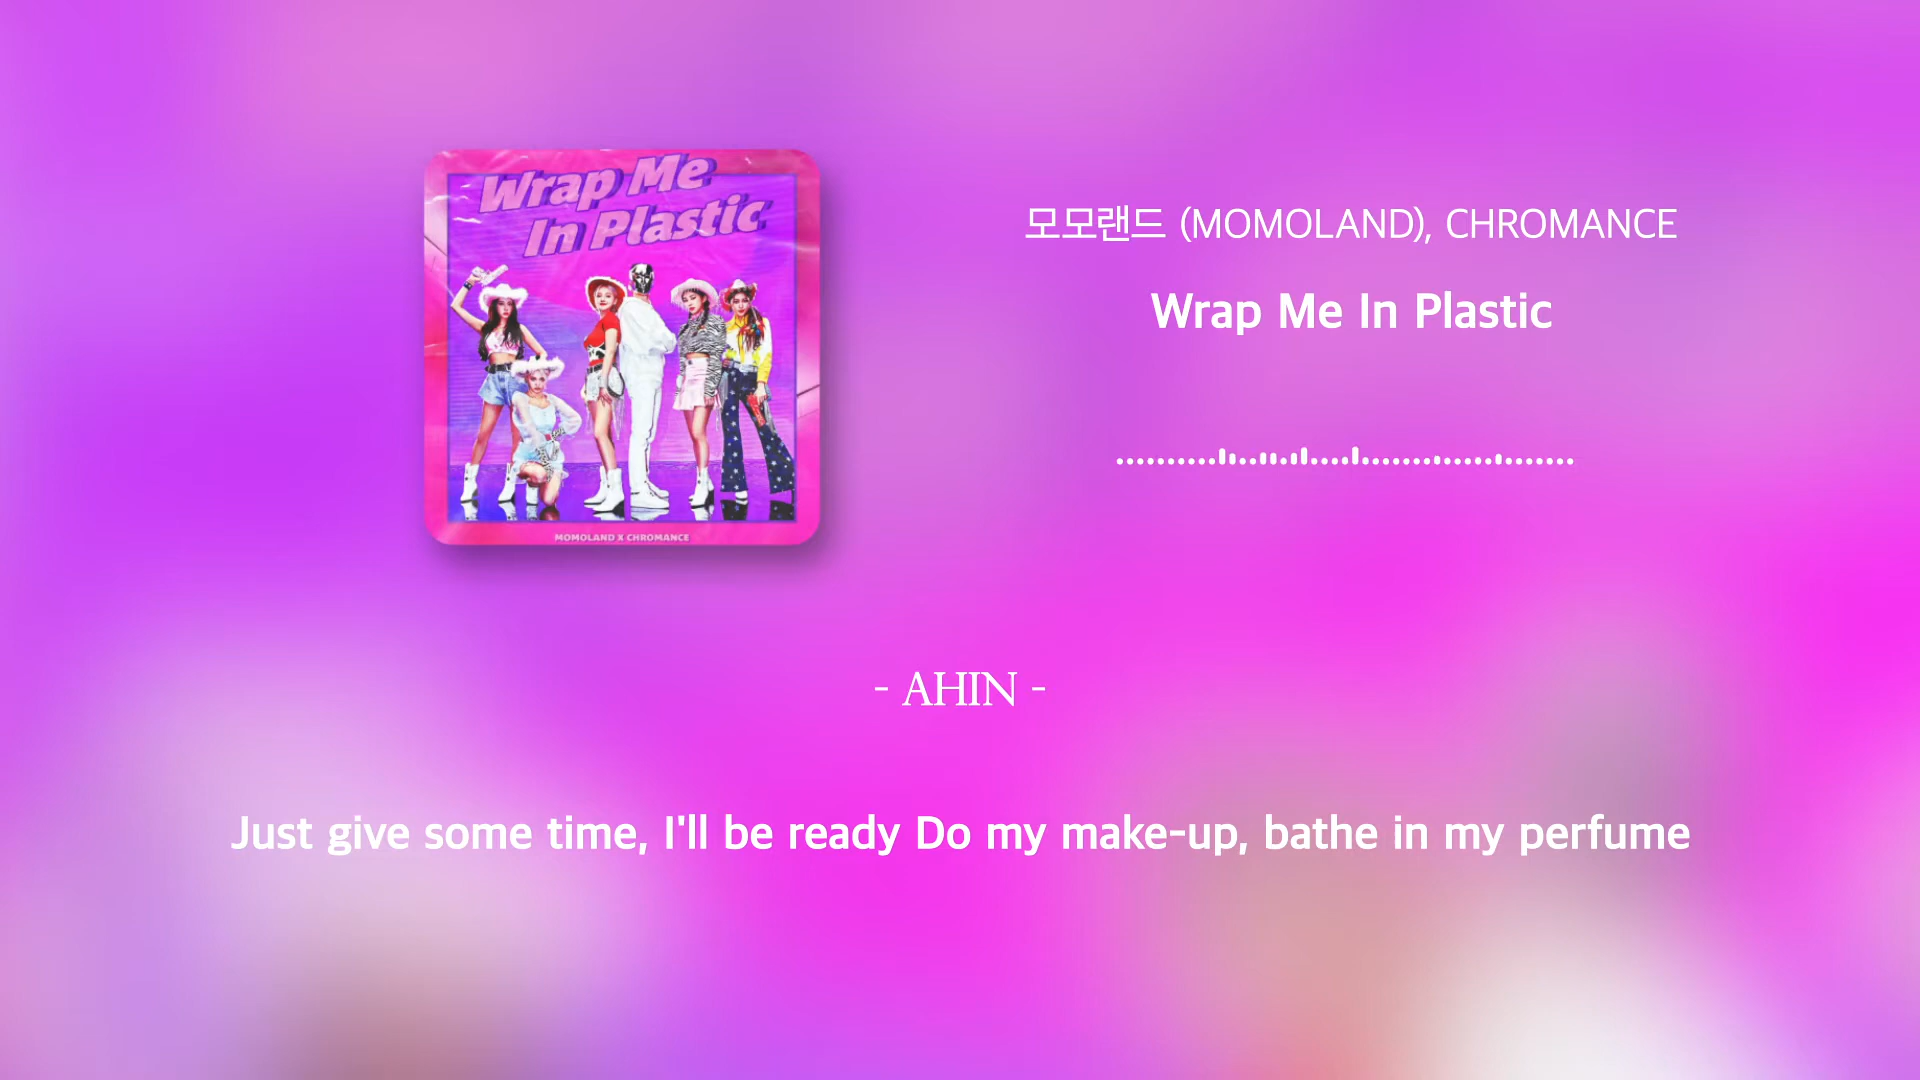 Wrap Me
In Plastic
MOMOLAND X CHROMANCE
모모랜드 (MOMOLAND), CHROMANCE
Wrap Me In Plastic
- AHIN -
Just give some time, I'll be ready Do my make-up, bathe in my perfume